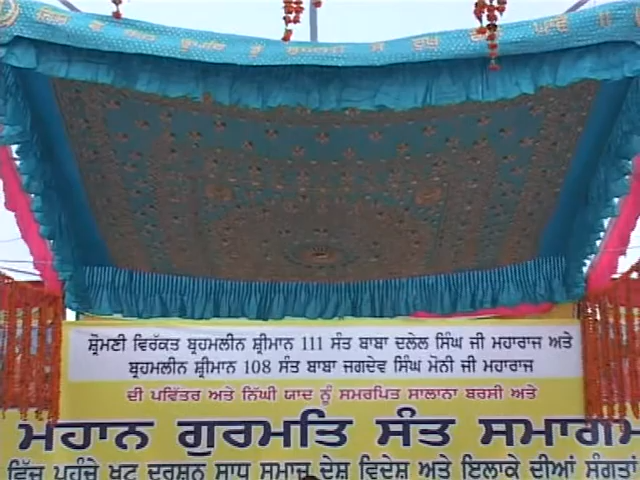 ਸ਼੍ਰੋਮਣੀ ਵਿਰੱਕਤ ਬ੍ਰਹਮਲੀਨ ਸ਼੍ਰੀਮਾਨ 111 ਸੰਤ ਬਾਬਾ ਦਲੇਲ ਸਿੰਘ ਜੀ ਮਹਾਰਾਜ
ਬ੍ਰਹਮਲੀਨ ਸ਼੍ਰੀਮਾਨ 108 ਸੰਤ ਬਾਬਾ ਜਗਦੇਵ ਸਿੰਘ ਮੋਨੀ ਜੀ ਮਹਾਰਾਜ
ਦੀ ਪਵਿੱਤਰ ਅਤੇ ਨਿੱਘੀ ਯਾਦ ਨੂੰ ਸਮਰਪਿਤ ਸਾਲਾਨਾ ਬਰਸੀ ਅਤੇ
ਮਹਾਨ ਗੁਰਮਤਿ ਸੰਤ ਸਮਾਗਮ
ਵਿੱਚ ਪਹੁੰਚੇ ਖਟ ਦਰਸ਼ਨ ਸਾਧ ਸਮਾਜ ਦੇਸ਼ ਵਿਦੇਸ਼ ਅਤੇ ਇਲਾਕੇ ਦੀਆਂ ਸੰਗਤਾਂ